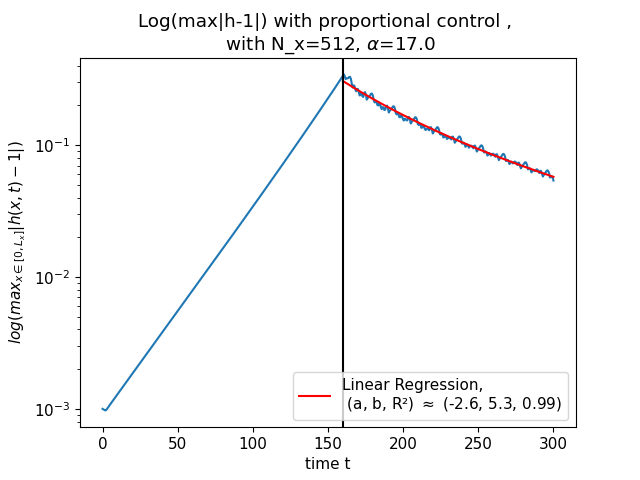 Log(max|h-1|) with proportional control ,
with N_x=512, α=17.0
log(max_{x∈[0,L_x]}|h(x, t) − 1|)
10⁻¹
10⁻²
10⁻³
Linear Regression,
(a, b, R²) ≈ (-2.6, 5.3, 0.99)
0 50 100 150 200 250 300
time t